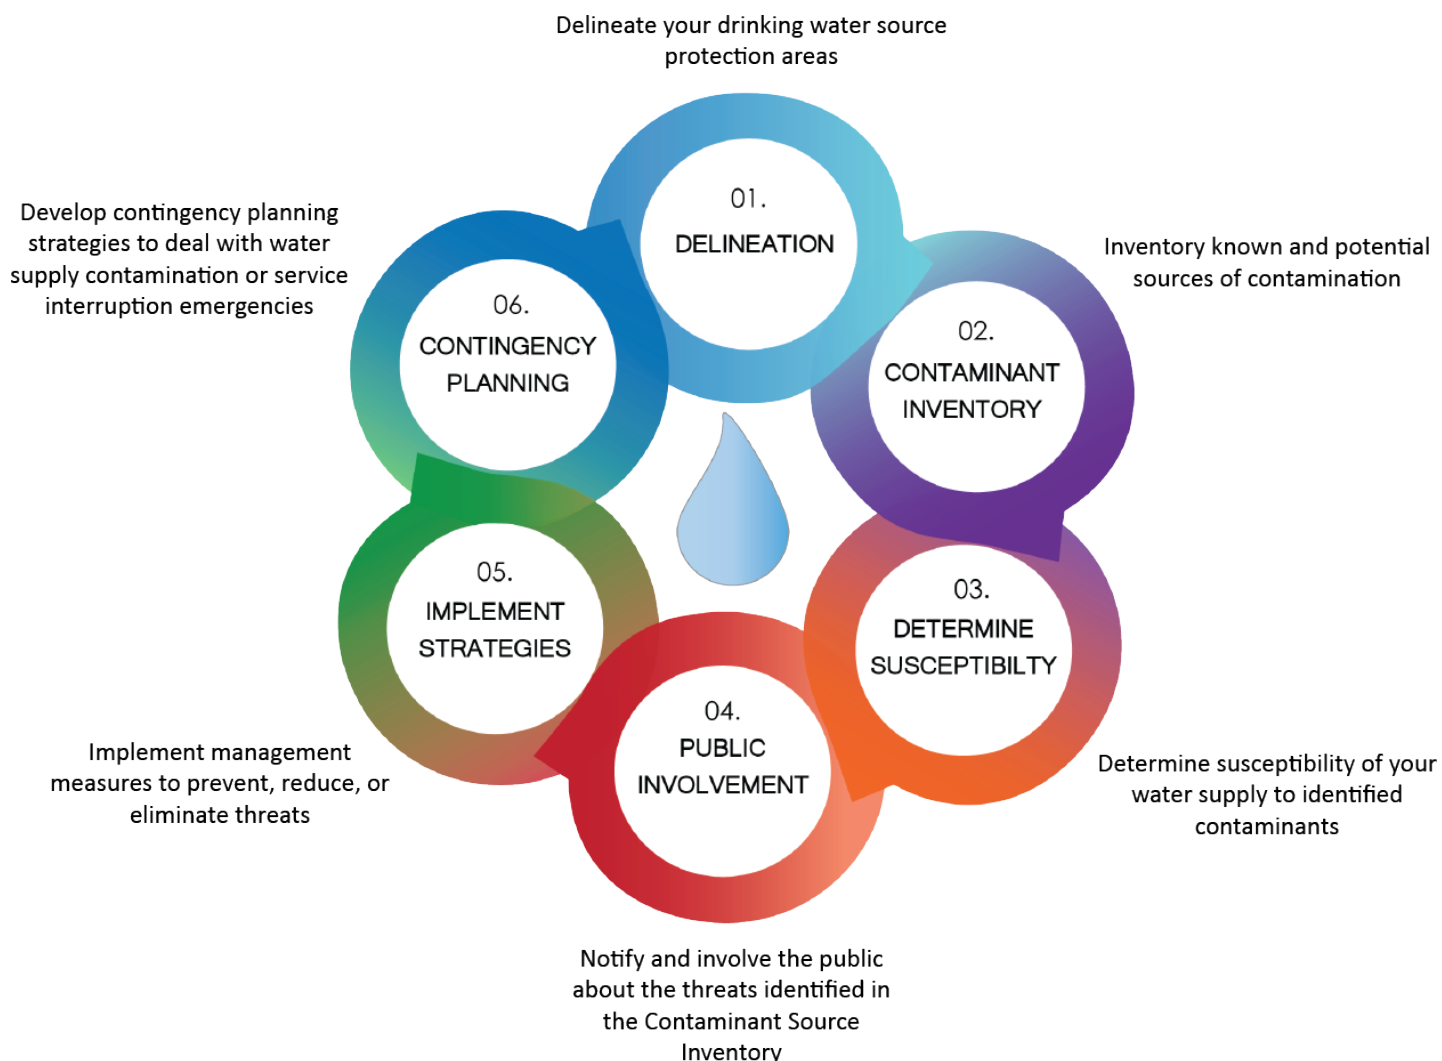 Delineate your drinking water source
protection areas
01.
DELINEATION
Inventory known and potential
sources of contamination
02.
CONTAMINANT
INVENTORY
03.
DETERMINE
SUSCEPTIBILTY
Determine susceptibility of your
water supply to identified
contaminants
04.
PUBLIC
INVOLVEMENT
Notify and involve the public
about the threats identified in
the Contaminant Source
Inventory
05.
IMPLEMENT
STRATEGIES
Implement management
measures to prevent, reduce, or
eliminate threats
06.
CONTINGENCY
PLANNING
Develop contingency planning
strategies to deal with water
supply contamination or service
interruption emergencies